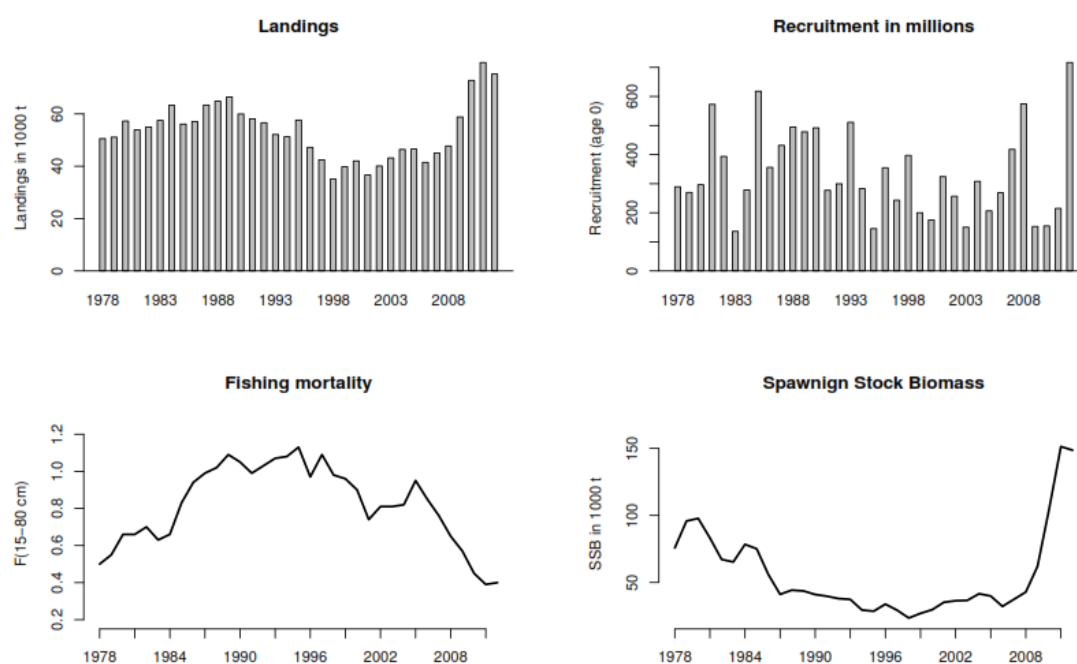 Landings
Landings in 1000 t
0 20 40 60
1978 1983 1988 1993 1998 2003 2008
Recruitment in millions
Recruitment (age 0)
0 200 400 600
1978 1983 1988 1993 1998 2003 2008
Fishing mortality
F(15−80 cm)
0.2 0.4 0.6 0.8 1.0 1.2
1978 1984 1990 1996 2002 2008
Spawnign Stock Biomass
SSB in 1000 t
50 100 150
1978 1984 1990 1996 2002 2008